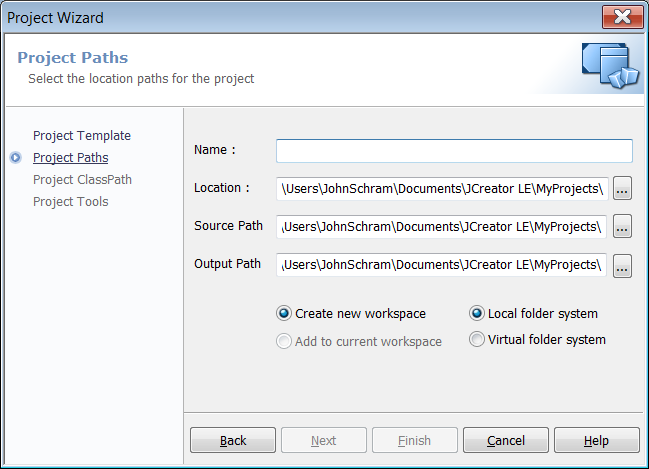 Project Wizard
Project Paths
Select the location paths for the project
Project Template
Project Paths
Project ClassPath
Project Tools
Name :
Location : \Users\JohnSchram\Documents\JCreator LE\MyProjects\ ...
Source Path \Users\JohnSchram\Documents\JCreator LE\MyProjects\ ...
Output Path \Users\JohnSchram\Documents\JCreator LE\MyProjects\ ...
Create new workspace Local folder system
Add to current workspace Virtual folder system
Back Next Finish Cancel Help